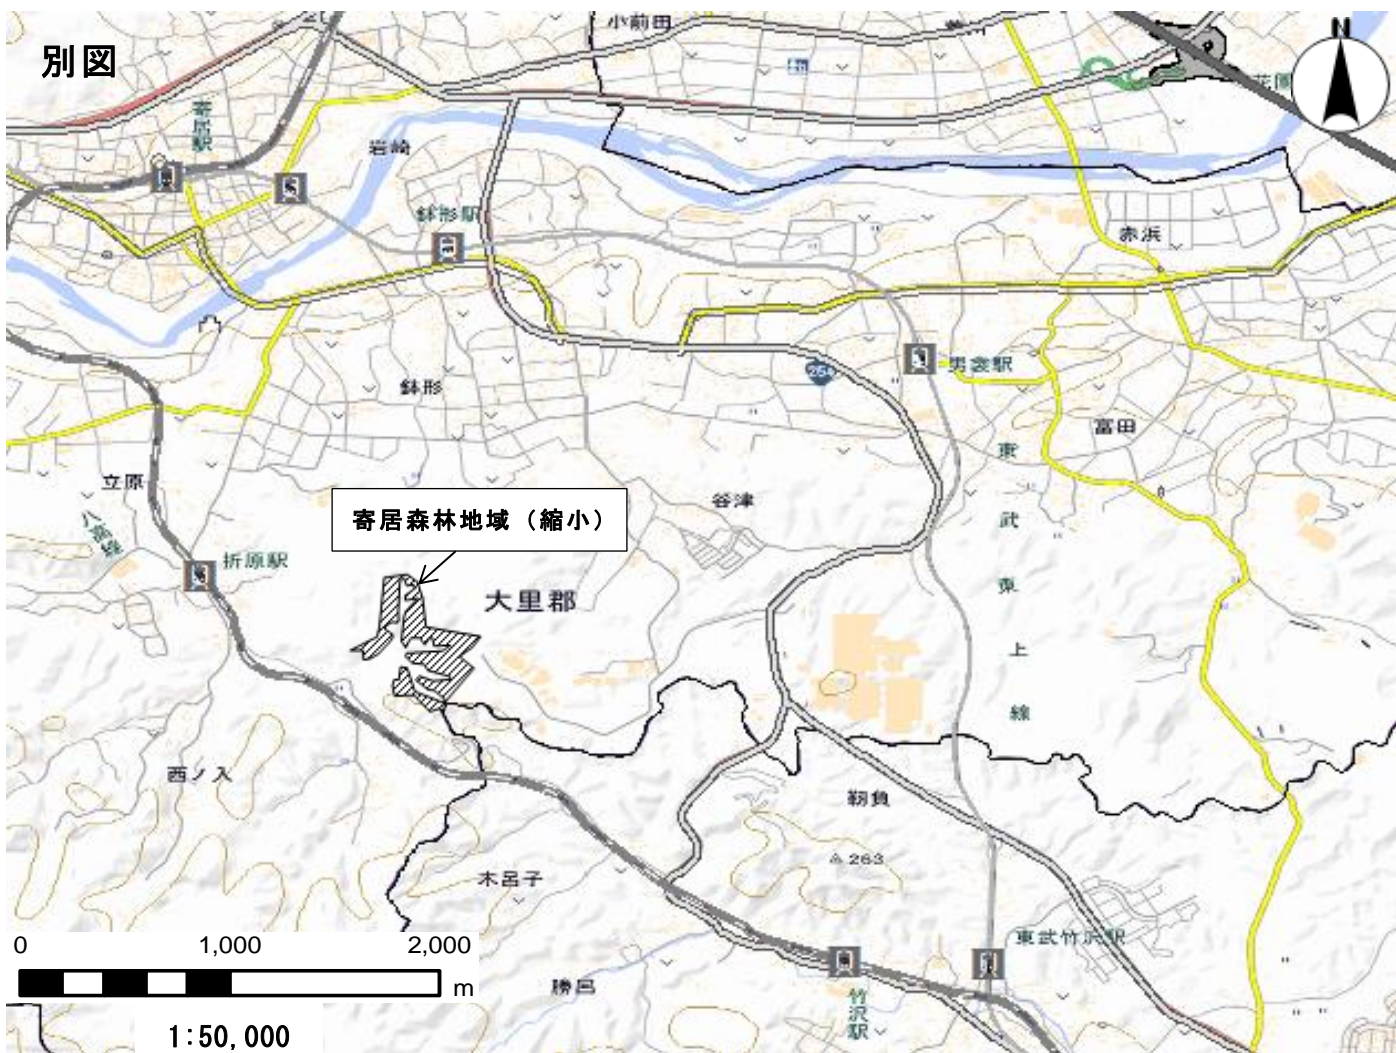 別図
小前田
N
花園
寄居駅
岩崎
鉢形駅
赤浜
254
男衾駅
鉢形
富田
立原
八高線
谷津
東武東上線
寄居森林地域（縮小）
折原駅
大里郡
西ノ入
靭負
263
木呂子
東武竹沢駅
勝呂
竹沢駅
0 1,000 2,000
m
1:50,000